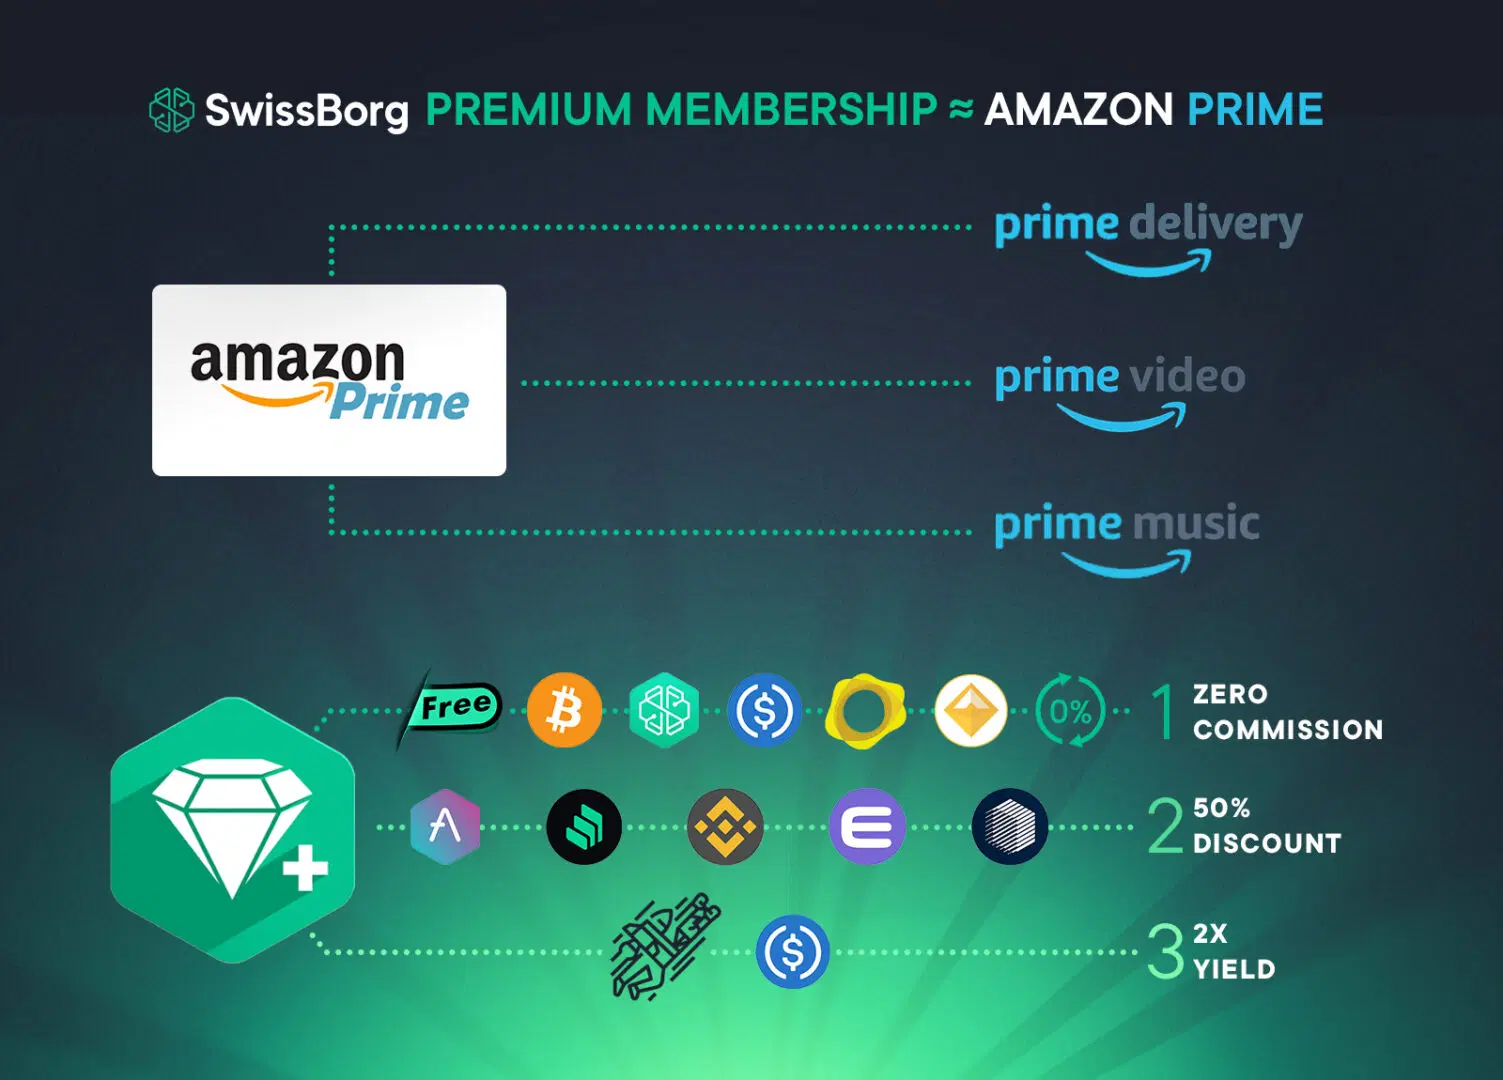 SwissBorg PREMIUM MEMBERSHIP ≈ AMAZON PRIME
prime delivery
amazon
Prime
prime video
prime music
Free
0%
1 ZERO
COMMISSION
2 50%
DISCOUNT
3 2X
YIELD